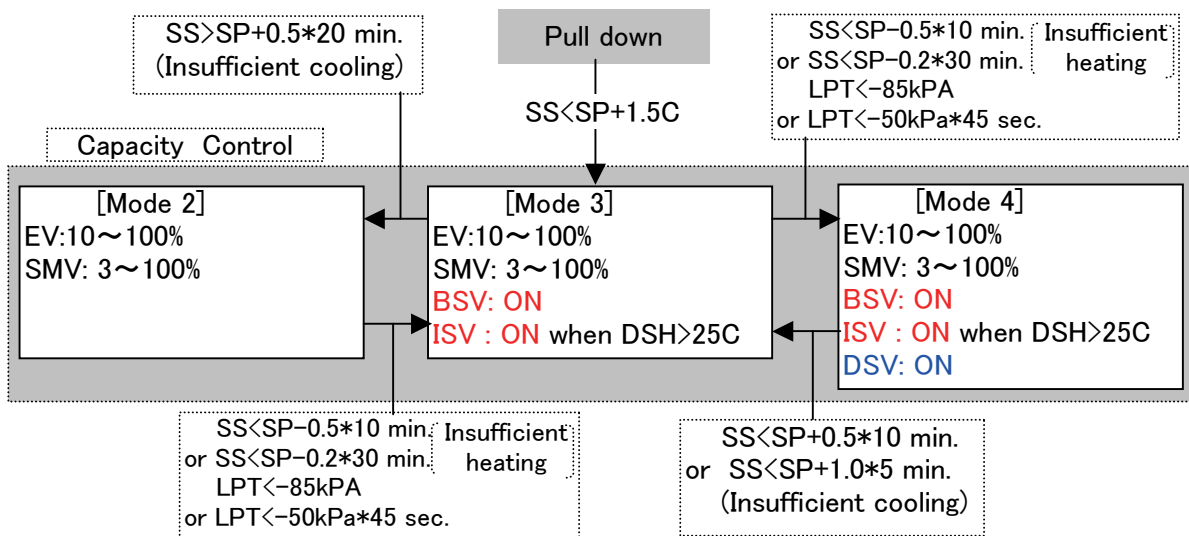 SS>SP+0.5*20 min.
(Insufficient cooling)
Pull down
SS<SP+1.5C
SS<SP-0.5*10 min.
or SS<SP-0.2*30 min.
Insufficient
heating
LPT<-85kPA
or LPT<-50kPa*45 sec.
Capacity Control
[Mode 2]
EV:10～100%
SMV: 3～100%
[Mode 3]
EV:10～100%
SMV: 3～100%
BSV: ON
ISV : ON when DSH>25C
[Mode 4]
EV:10～100%
SMV: 3～100%
BSV: ON
ISV : ON when DSH>25C
DSV: ON
SS<SP-0.5*10 min.
or SS<SP-0.2*30 min.
Insufficient
heating
LPT<-85kPA
or LPT<-50kPa*45 sec.
SS<SP+0.5*10 min.
or SS<SP+1.0*5 min.
(Insufficient cooling)